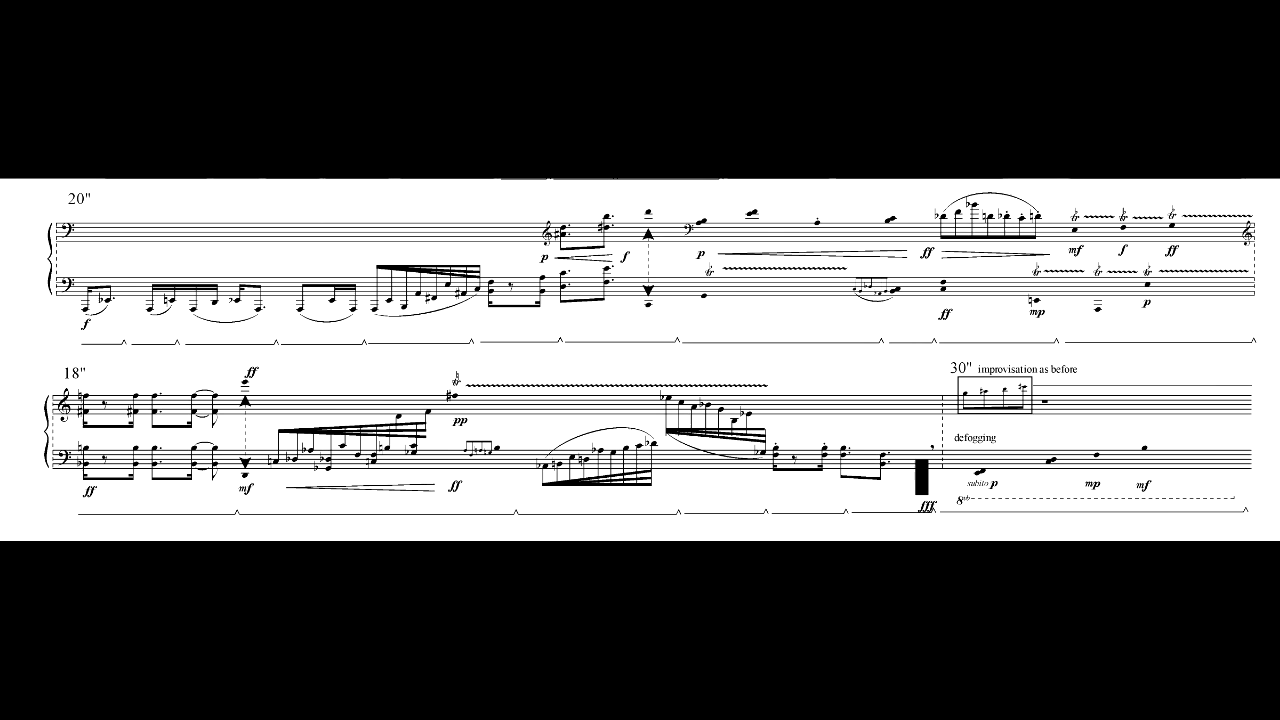 20"
p f p ff mf f ff
f ff mp p
18" ff 30" improvisation as before
pp
defogging
ff mf ff fff subito p mp mf
8vb